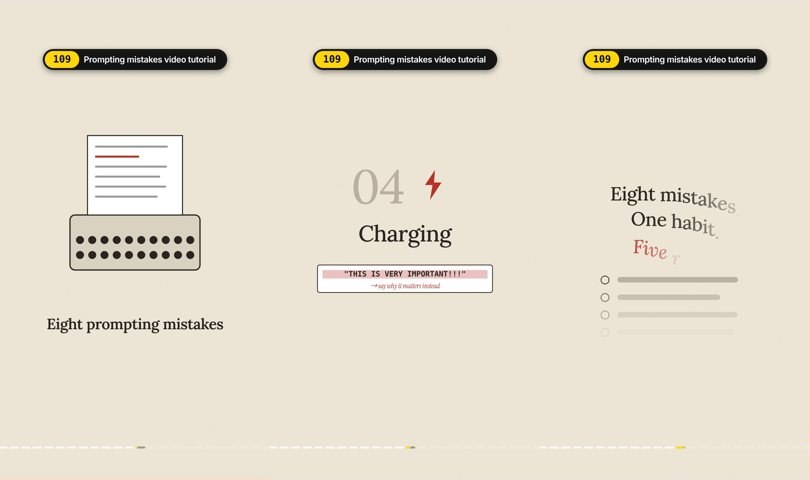 109 Prompting mistakes video tutorial
Eight prompting mistakes
109 Prompting mistakes video tutorial
04
Charging
"THIS IS VERY IMPORTANT!!!"
→ say why it matters instead
109 Prompting mistakes video tutorial
Eight mistakes.
One habit.
Five r